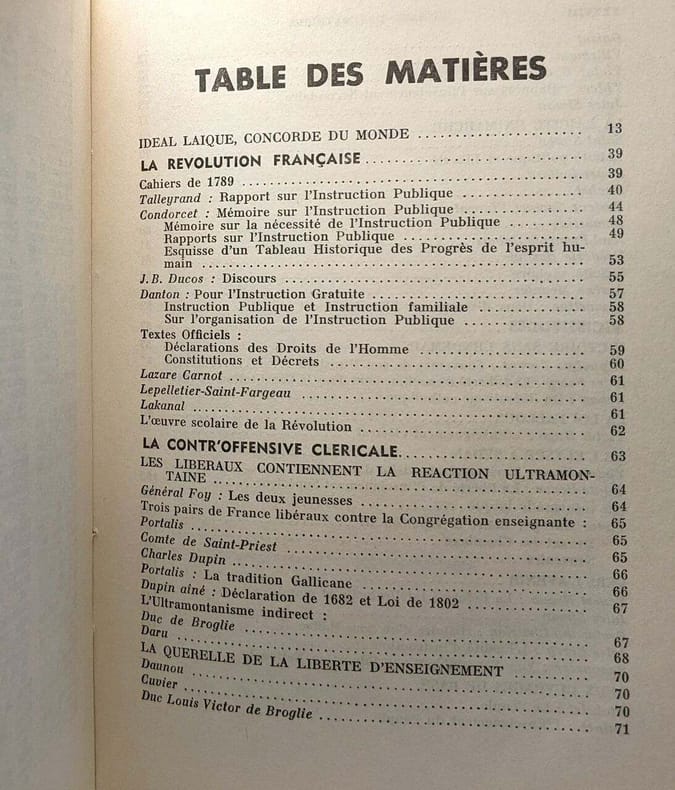 TABLE DES MATIÈRES
IDEAL LAIQUE, CONCORDE DU MONDE .................... 13
LA REVOLUTION FRANÇAISE .................... 39
Cahiers de 1789 .................... 39
Talleyrand : Rapport sur l'Instruction Publique .................... 40
Condorcet : Mémoire sur l'Instruction Publique .................... 44
Mémoire sur la nécessité de l'Instruction Publique .................... 48
Rapports sur l'Instruction Publique .................... 49
Esquisse d'un Tableau Historique des Progrès de l'esprit hu-
main .................... 53
J.B. Ducos : Discours .................... 55
Danton : Pour l'Instruction Gratuite .................... 57
Instruction Publique et Instruction familiale .................... 58
Sur l'organisation de l'Instruction Publique .................... 58
Textes Officiels :
Déclarations des Droits de l'Homme .................... 59
Constitutions et Décrets .................... 60
Lazare Carnot .................... 61
Lepelletier-Saint-Fargeau .................... 61
Lakanal .................... 61
L'œuvre scolaire de la Révolution .................... 62
LA CONTR'OFFENSIVE CLERICALE .................... 63
LES LIBERAUX CONTIENNENT LA REACTION ULTRAMON-
TAINE .................... 64
Général Foy : Les deux jeunesses .................... 64
Trois pairs de France libéraux contre la Congrégation enseignante : 65
Portalis .................... 65
Comte de Saint-Priest .................... 65
Charles Dupin .................... 66
Portalis : La tradition Gallicane .................... 66
Dupin aîné : Déclaration de 1682 et Loi de 1802 .................... 67
L'Ultramontanisme indirect :
Duc de Broglie .................... 67
Daru .................... 68
LA QUERELLE DE LA LIBERTE D'ENSEIGNEMENT .................... 70
Daunou .................... 70
Cuvier .................... 70
Duc Louis Victor de Broglie .................... 71